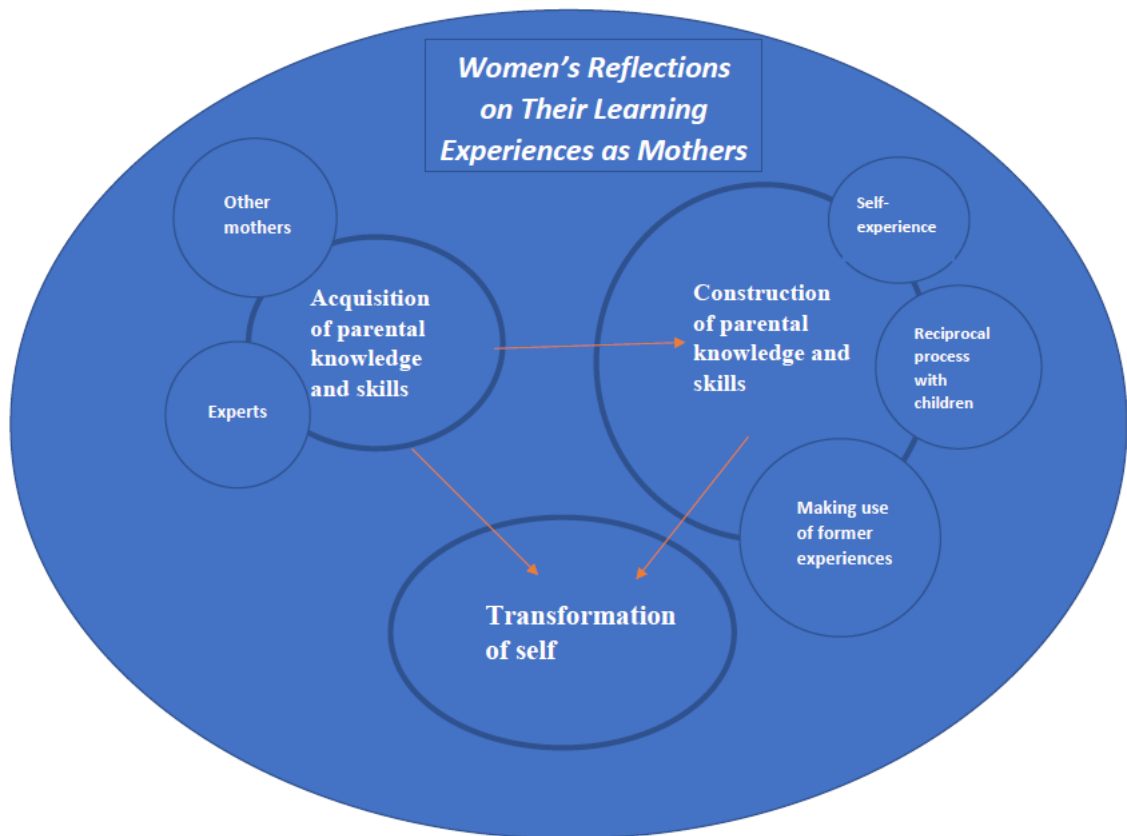 Women’s Reflections
on Their Learning
Experiences as Mothers
Other
mothers
Acquisition
of parental
knowledge
and skills
Experts
Self-
experience
Construction
of parental
knowledge and
skills
Reciprocal
process
with
children
Making use
of former
experiences
Transformation
of self